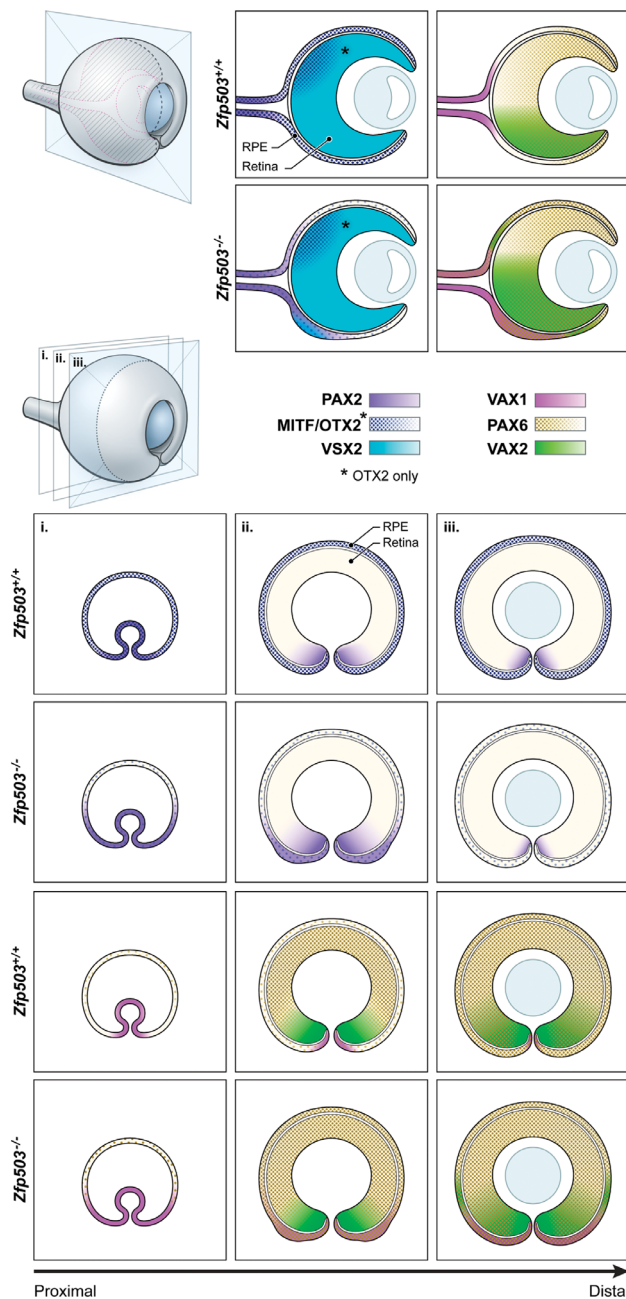 Zfp503+/+
RPE
Retina
Zfp503-/-
i.
ii.
iii.
PAX2
VAX1
MITF/OTX2*
PAX6
VSX2
VAX2
* OTX2 only
i.
ii.
iii.
RPE
Retina
Zfp503+/+
Zfp503-/-
Zfp503+/+
Zfp503-/-
Proximal
Dista